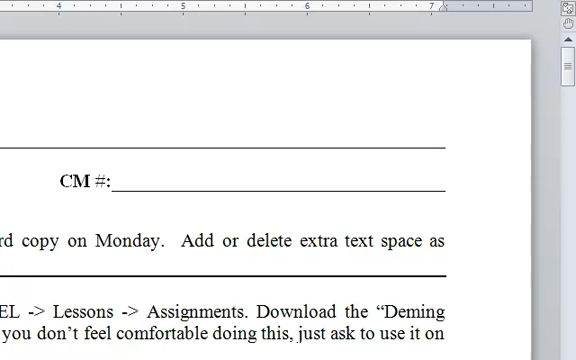 4 5 6 7
CM #:
rd copy on Monday. Add or delete extra text space as
EL -> Lessons -> Assignments. Download the “Deming
you don’t feel comfortable doing this, just ask to use it on